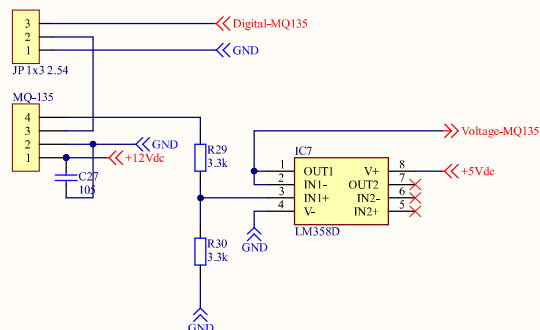 3
Digital-MQ135
2
1
GND
JP 1x3 2.54
MQ-135
4
3
2
GND
1
+12Vdc
C27
105
R29
3.3k
Voltage-MQ135
IC7
1 OUT1 V+ 8
+5Vdc
2 IN1- OUT2 7
3 IN1+ IN2- 6
4 V- IN2+ 5
LM358D
GND
R30
3.3k
GND